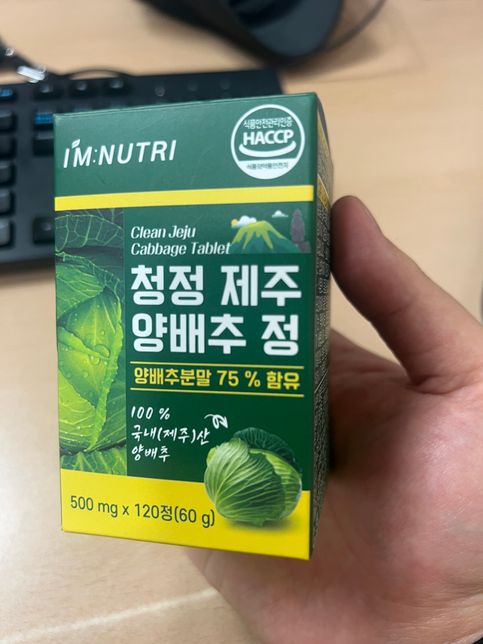 I'M:NUTRI
식품안전관리인증
HACCP
식품의약품안전처
Clean Jeju
Cabbage Tablet
청정 제주
양배추 정
양배추분말 75 % 함유
100 %
국내(제주)산
양배추
500 mg x 120정(60 g)